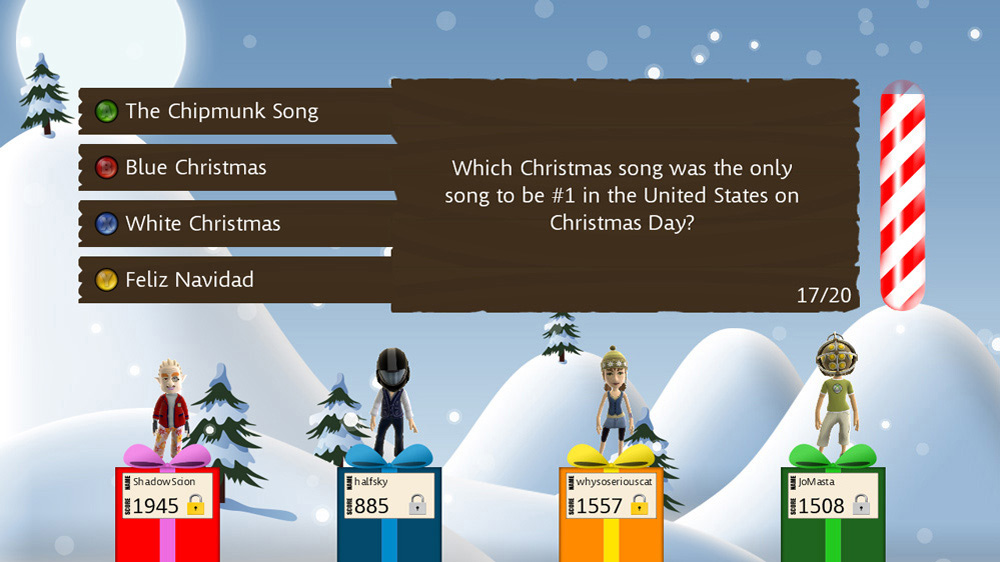 The Chipmunk Song
Blue Christmas
White Christmas
Feliz Navidad
Which Christmas song was the only
song to be #1 in the United States on
Christmas Day?
17/20
NAME ShadowScion
SCORE 1945
NAME halfsky
SCORE 885
NAME whysoseriouscat
SCORE 1557
NAME JoMasta
SCORE 1508